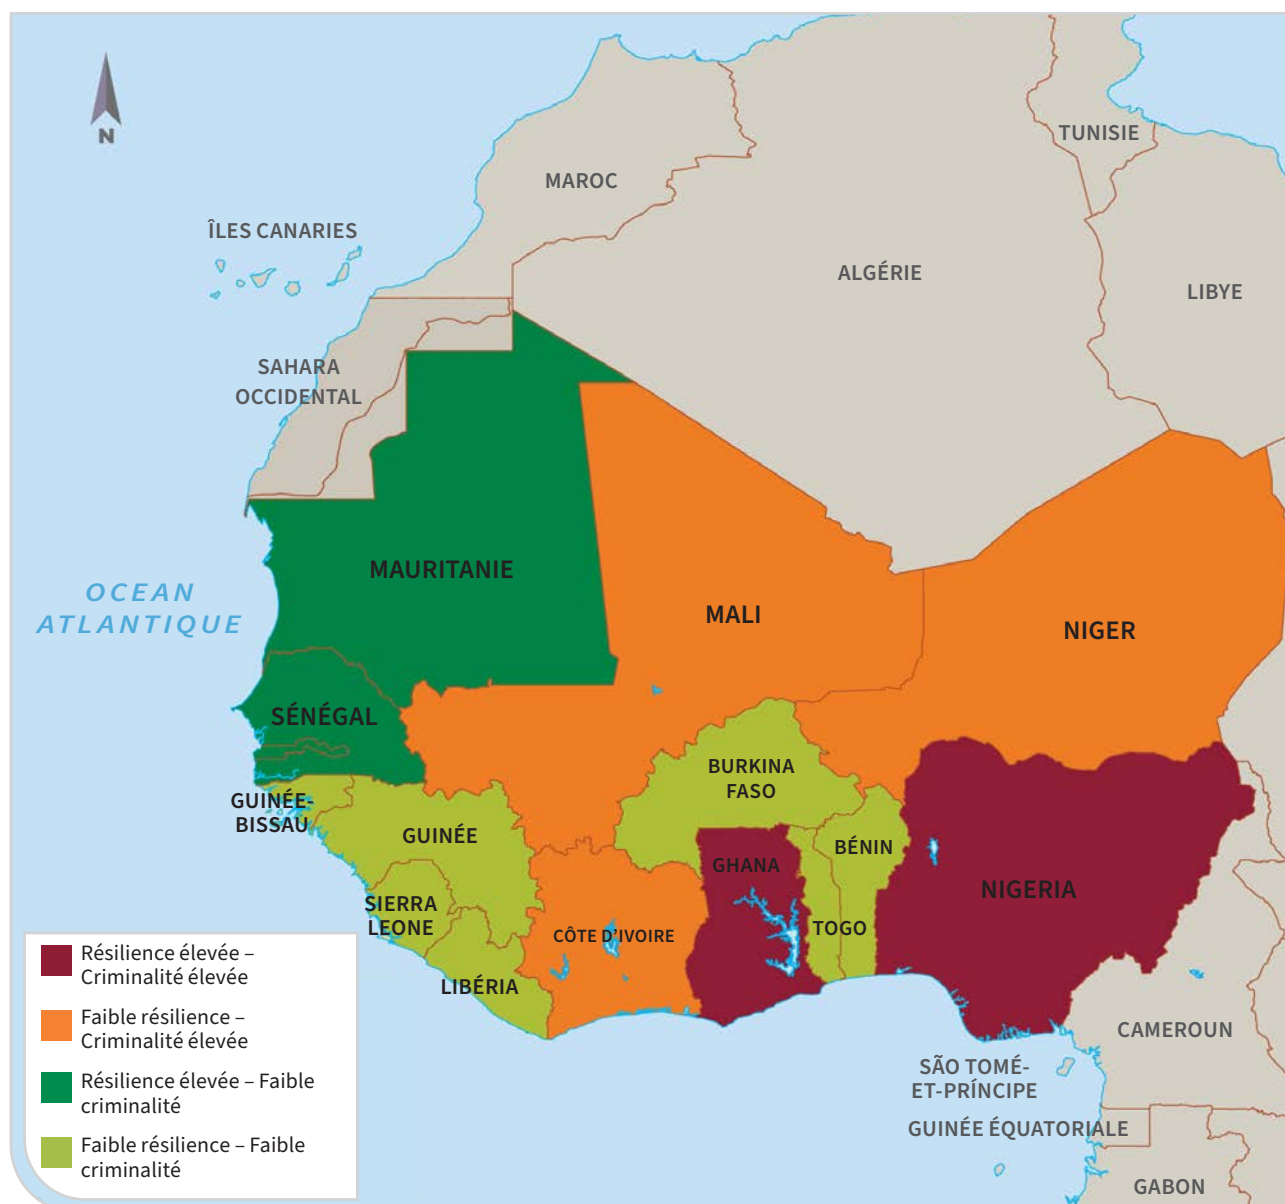 N
TUNISIE
MAROC
ÎLES CANARIES
ALGÉRIE
LIBYE
SAHARA
OCCIDENTAL
MAURITANIE
OCEAN
ATLANTIQUE
MALI
NIGER
SÉNÉGAL
BURKINA
FASO
GUINÉE-
BISSAU
GUINÉE
BÉNIN
GHANA
NIGERIA
SIERRA
LEONE
TOGO
CÔTE D'IVOIRE
LIBÉRIA
CAMEROUN
SÃO TOMÉ-
ET-PRÍNCIPE
GUINÉE ÉQUATORIALE
GABON
Résilience élevée –
Criminalité élevée
Faible résilience –
Criminalité élevée
Résilience élevée – Faible
criminalité
Faible résilience – Faible
criminalité